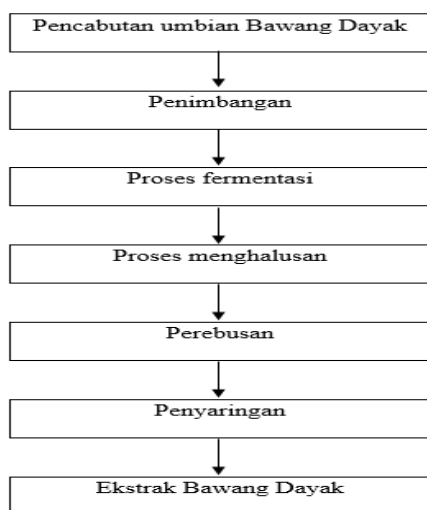 Pencabutan umbian Bawang Dayak
Penimbangan
Proses fermentasi
Proses menghalusan
Perebusan
Penyaringan
Ekstrak Bawang Dayak